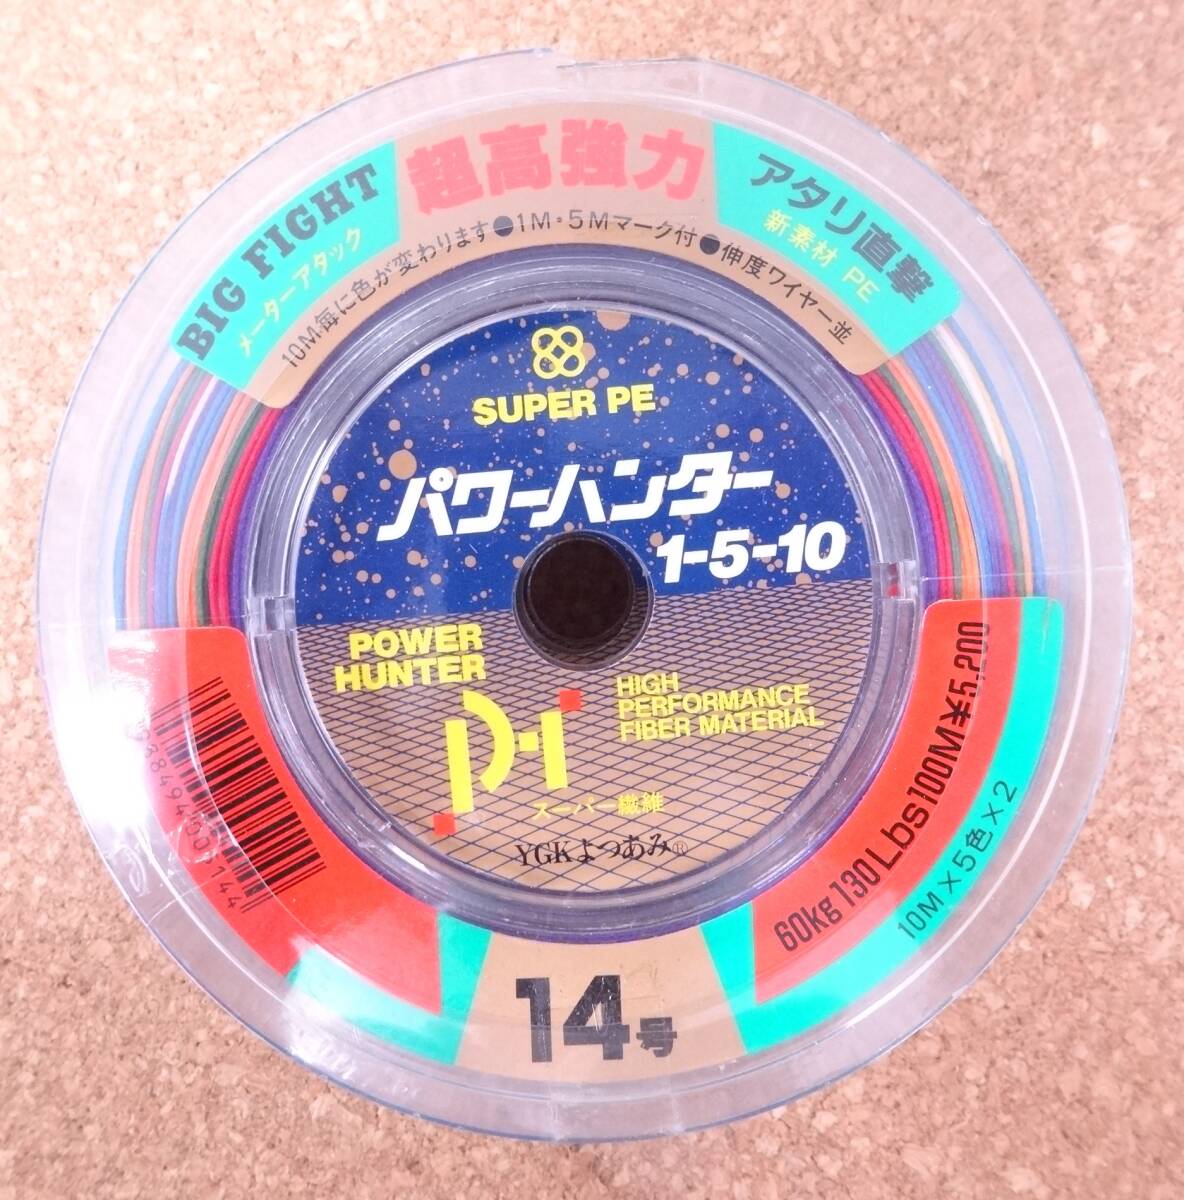 超高強力
BIG FIGHT
メーターアタック
アタリ直撃
新素材 PE
10M毎に色が変わります●1M・5Mマーク付●伸度ワイヤー並
SUPER PE
パワーハンター
1-5-10
POWER
HUNTER
HIGH
PERFORMANCE
FIBER MATERIAL
スーパー繊維
YGKよつあみ®
60kg 130Lbs100M¥5,200
10M×5色×2
14号